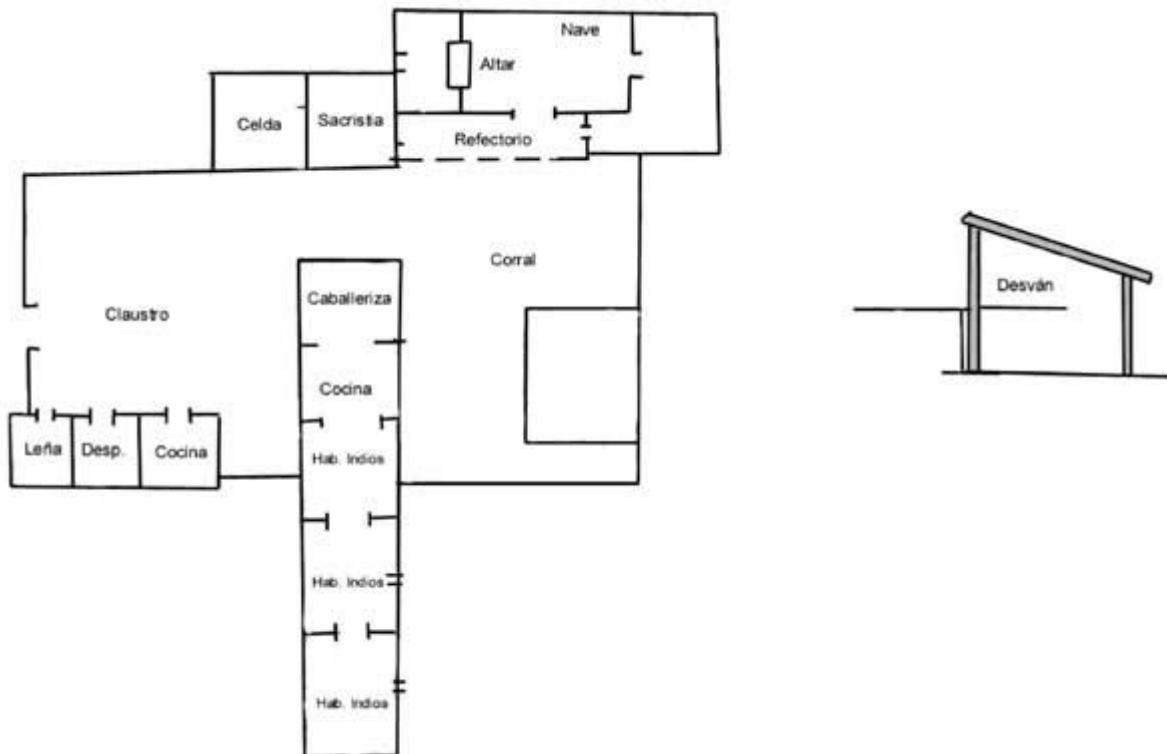 Nave
Altar
Celda
Sacristia
Refectorio
Corral
Desván
Caballeriza
Claustro
Cocina
Leña
Desp.
Cocina
Hab. Indios
Hab. Indios
Hab. Indios